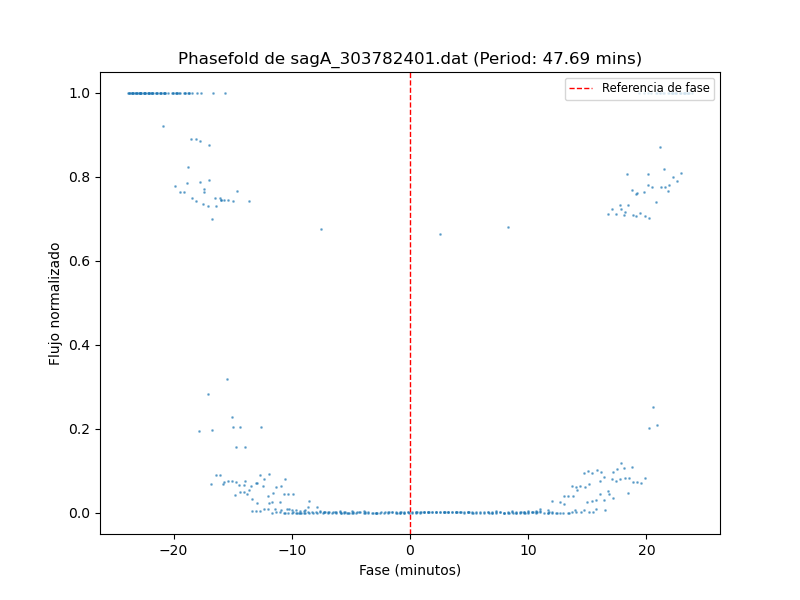 Phasefold de sagA_303782401.dat (Period: 47.69 mins)
Referencia de fase
Flujo normalizado
1.0
0.8
0.6
0.4
0.2
0.0
−20
−10
0
10
20
Fase (minutos)